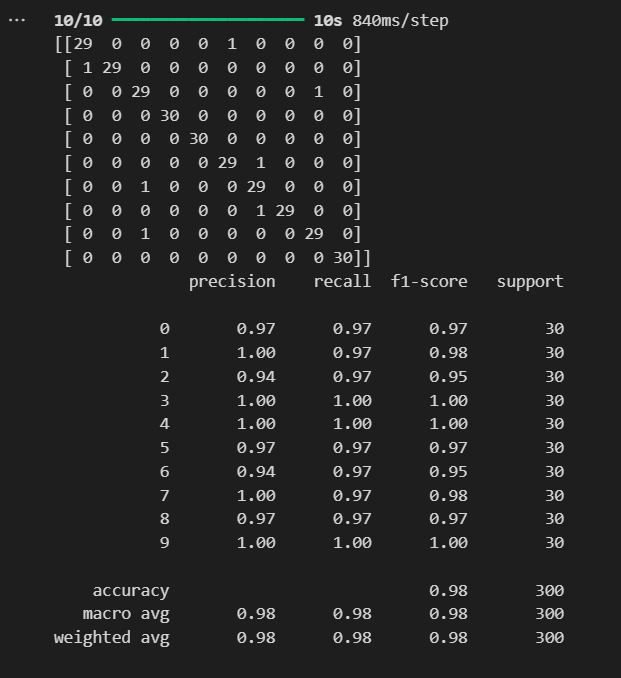 10/10 ━━━━━━━━━━━━━━━━━━━━ 10s 840ms/step
[[29  0  0  0  0  1  0  0  0  0]
 [ 1 29  0  0  0  0  0  0  0  0]
 [ 0  0 29  0  0  0  0  0  1  0]
 [ 0  0  0 30  0  0  0  0  0  0]
 [ 0  0  0  0 30  0  0  0  0  0]
 [ 0  0  0  0  0 29  1  0  0  0]
 [ 0  0  1  0  0  0 29  0  0  0]
 [ 0  0  0  0  0  0  1 29  0  0]
 [ 0  0  1  0  0  0  0  0 29  0]
 [ 0  0  0  0  0  0  0  0  0 30]]
              precision    recall  f1-score   support
           0       0.97      0.97      0.97        30
           1       1.00      0.97      0.98        30
           2       0.94      0.97      0.95        30
           3       1.00      1.00      1.00        30
           4       1.00      1.00      1.00        30
           5       0.97      0.97      0.97        30
           6       0.94      0.97      0.95        30
           7       1.00      0.97      0.98        30
           8       0.97      0.97      0.97        30
           9       1.00      1.00      1.00        30
    accuracy                           0.98       300
   macro avg       0.98      0.98      0.98       300
weighted avg       0.98      0.98      0.98       300